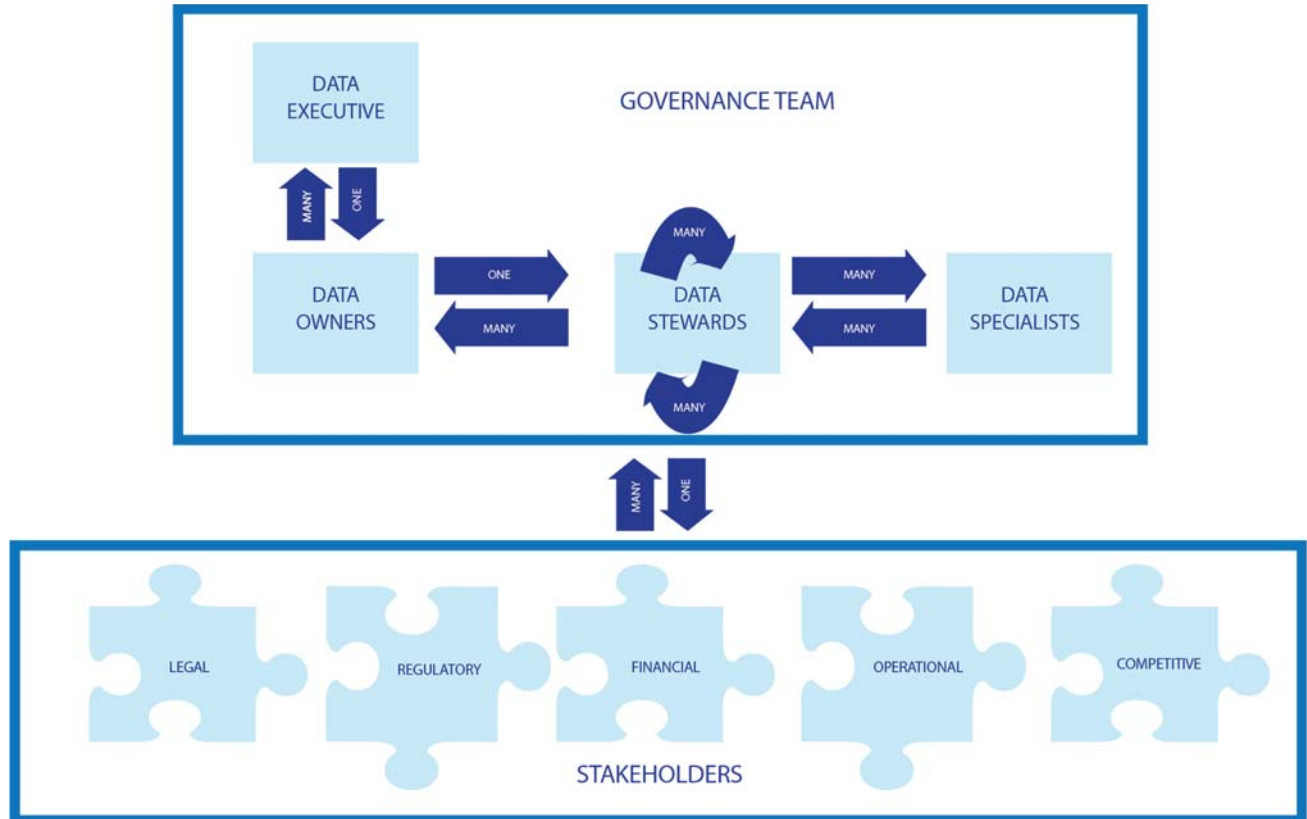 DATA
EXECUTIVE
GOVERNANCE TEAM
MANY
ONE
MANY
DATA
OWNERS
ONE
MANY
DATA
STEWARDS
MANY
MANY
DATA
SPECIALISTS
MANY
MANY
ONE
LEGAL
REGULATORY
FINANCIAL
OPERATIONAL
COMPETITIVE
STAKEHOLDERS